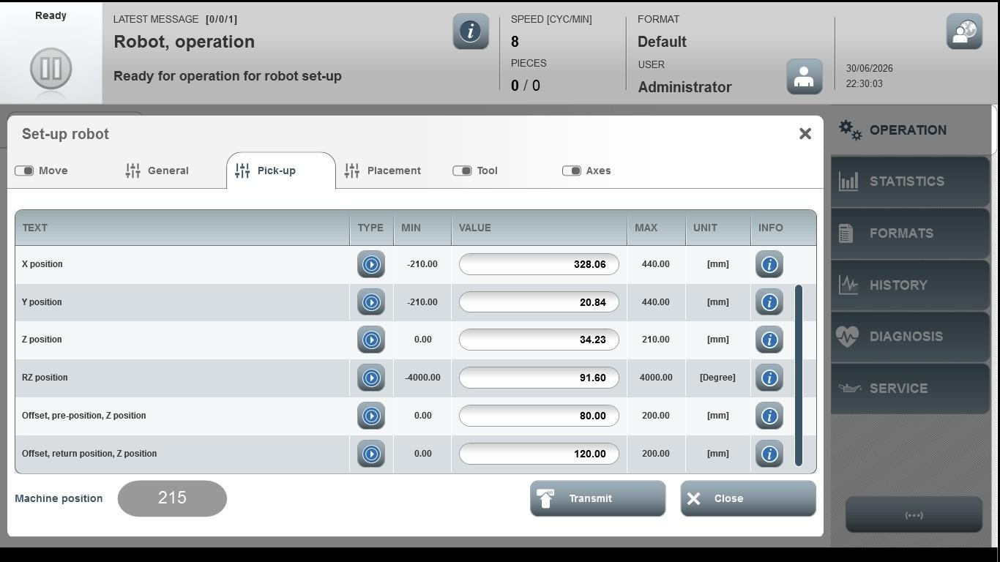 Ready
LATEST MESSAGE [0/0/1]
Robot, operation
Ready for operation for robot set-up
SPEED [CYC/MIN]
8
PIECES
0 / 0
FORMAT
Default
USER
Administrator
30/06/2026
22:30:03
Set-up robot
Move General Pick-up Placement Tool Axes
TEXT TYPE MIN VALUE MAX UNIT INFO
X position -210.00 328.06 440.00 [mm]
Y position -210.00 20.84 440.00 [mm]
Z position 0.00 34.23 210.00 [mm]
RZ position -4000.00 91.60 4000.00 [Degree]
Offset, pre-position, Z position 0.00 80.00 200.00 [mm]
Offset, return position, Z position 0.00 120.00 200.00 [mm]
Machine position 215 Transmit Close
OPERATION
STATISTICS
FORMATS
HISTORY
DIAGNOSIS
SERVICE
(•••)